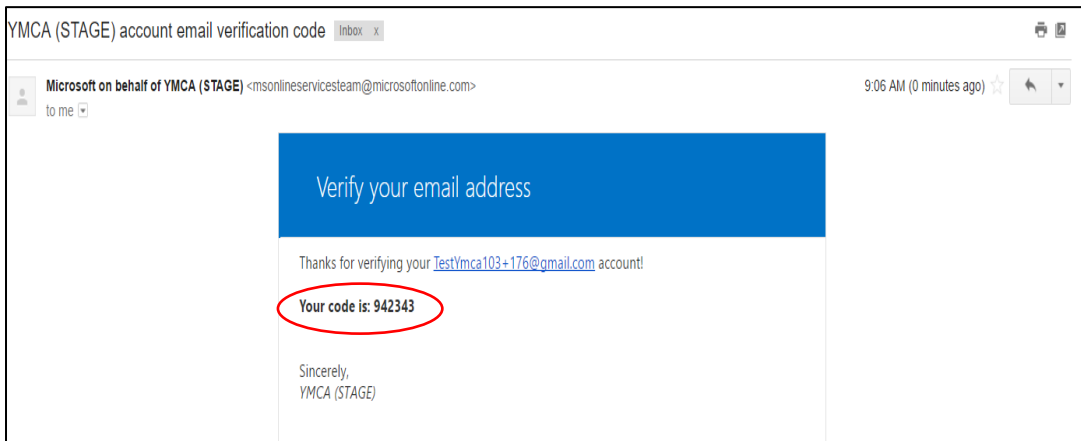 YMCA (STAGE) account email verification code Inbox x
Microsoft on behalf of YMCA (STAGE) <msonlineservicesteam@microsoftonline.com>
9:06 AM (0 minutes ago)
to me
Verify your email address
Thanks for verifying your TestYmca103+176@gmail.com account!
Your code is: 942343
Sincerely,
YMCA (STAGE)